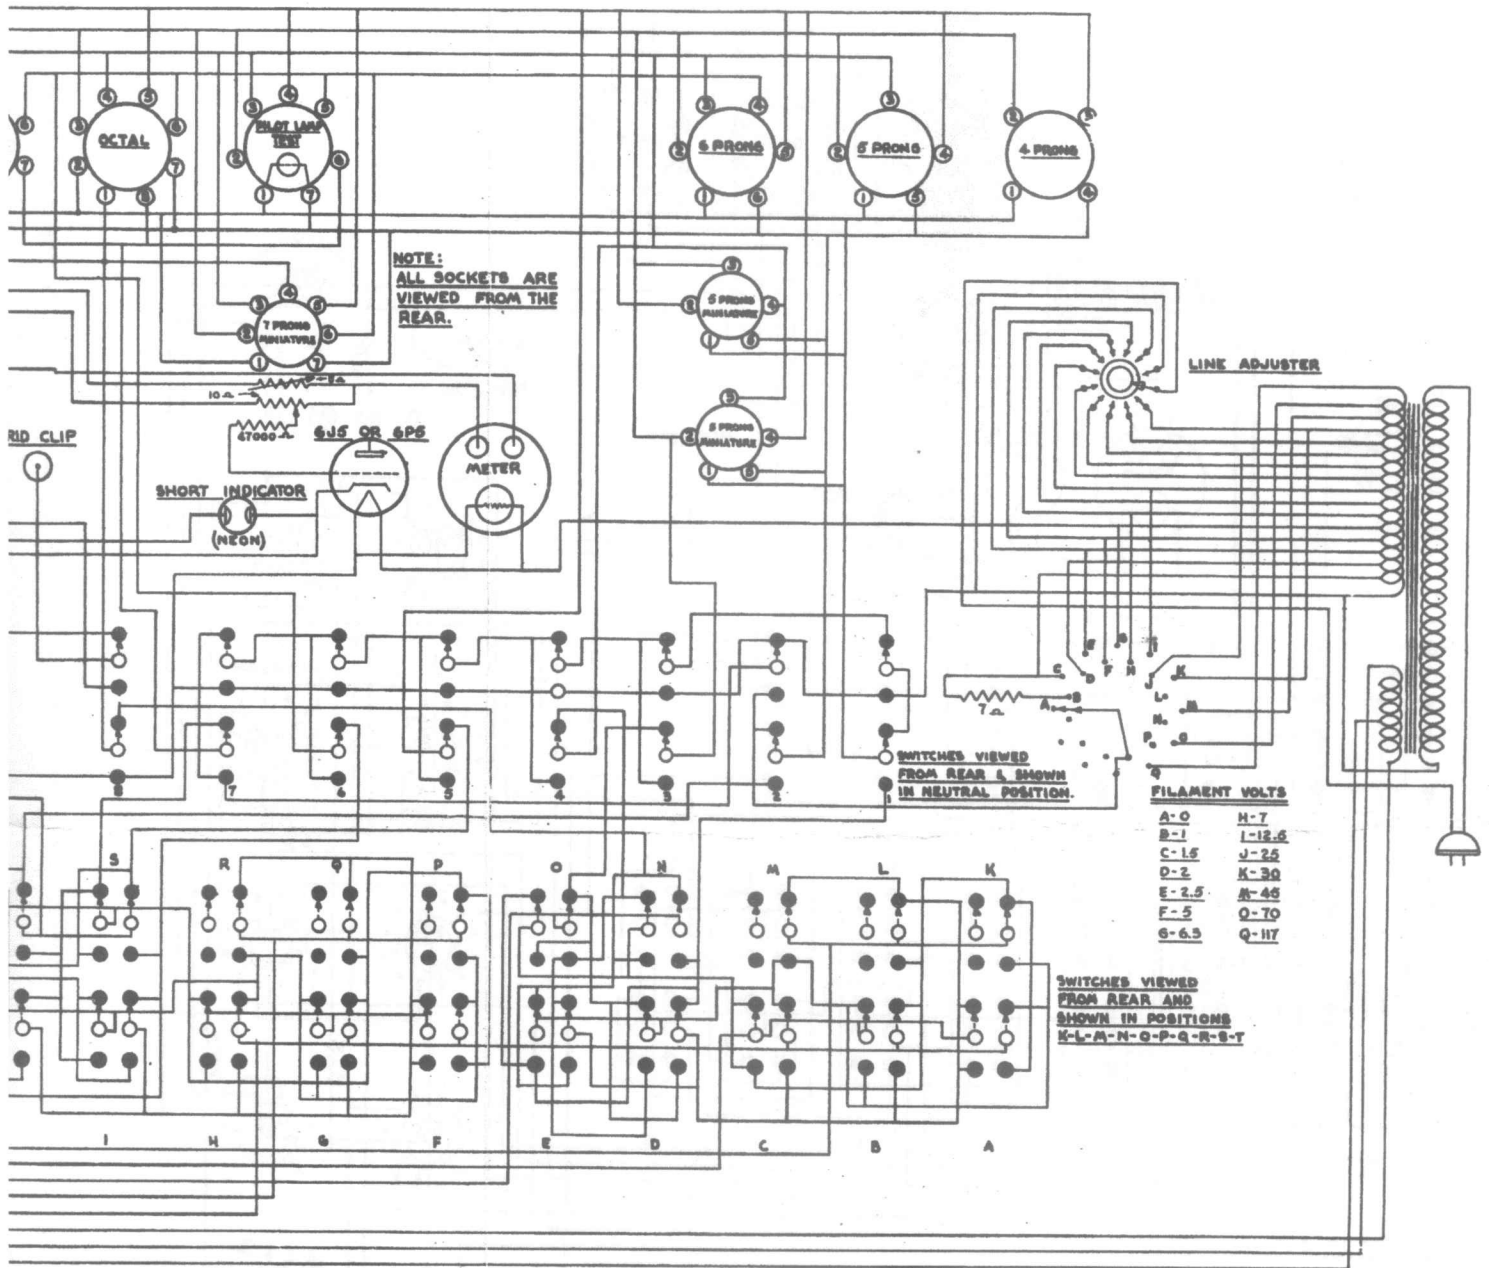 OCTAL
PILOT LAMP
TEST
6 PRONG
5 PRONG
4 PRONG
NOTE:
ALL SOCKETS ARE
VIEWED FROM THE
REAR.
5 PRONG
MINIATURE
7 PRONG
MINIATURE
LINE ADJUSTER
10Ω
RID CLIP
67000Ω
6J5 OR 6P5
METER
5 PRONG
MINIATURE
SHORT INDICATOR
(NEON)
7Ω
A B C D E F G H I J K L M N O P Q
8 7 6 5 4 3 2 1
SWITCHES VIEWED
FROM REAR & SHOWN
IN NEUTRAL POSITION.
FILAMENT VOLTS
A-0 H-7
B-1 I-12.6
C-1.5 J-25
D-2 K-30
E-2.5 M-45
F-5 O-70
G-6.3 Q-117
S R Q P O N M L K
SWITCHES VIEWED
FROM REAR AND
SHOWN IN POSITIONS
K-L-M-N-O-P-Q-R-S-T
I H G F E D C B A